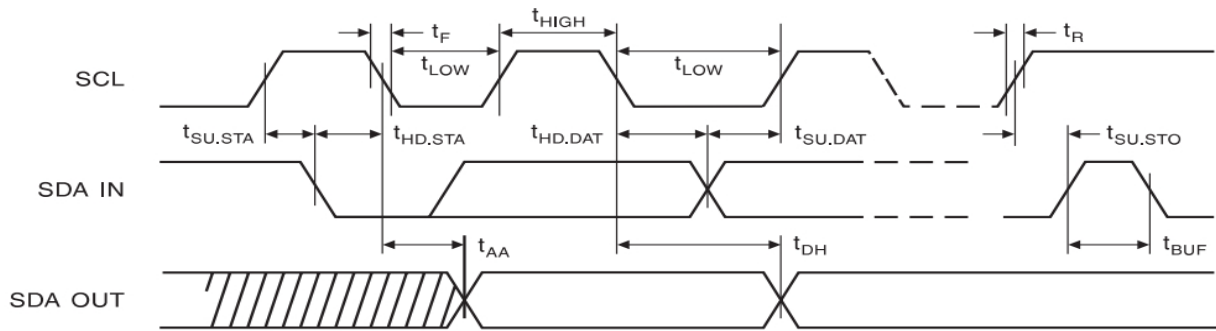 t_F
t_HIGH
t_R
SCL
t_LOW
t_LOW
t_SU.STA
t_HD.STA
t_HD.DAT
t_SU.DAT
t_SU.STO
SDA IN
t_AA
t_DH
t_BUF
SDA OUT